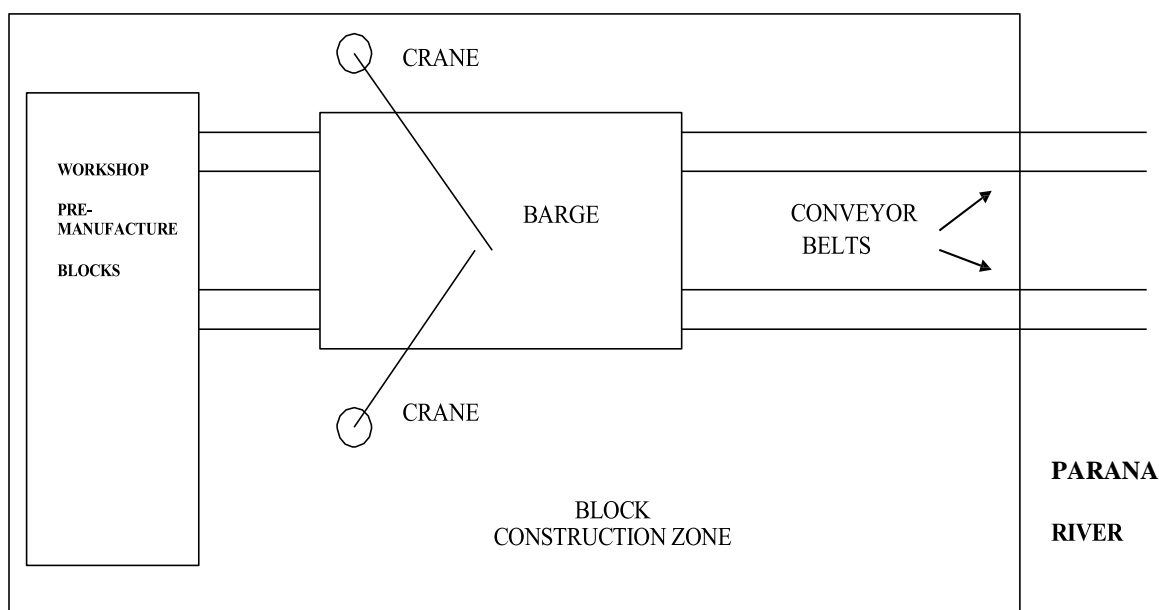 CRANE
WORKSHOP
PRE-
MANUFACTURE
BLOCKS
BARGE
CONVEYOR
BELTS
CRANE
BLOCK
CONSTRUCTION ZONE
PARANA
RIVER